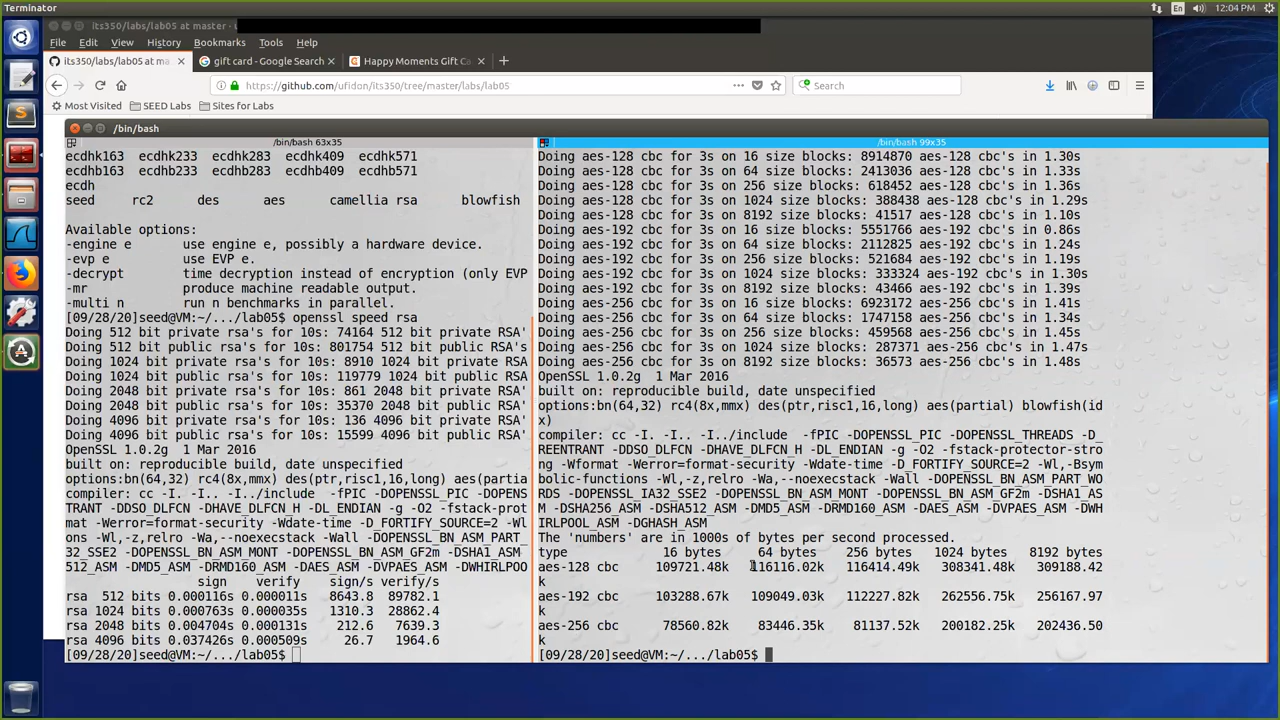 Terminator
En
12:04 PM
its350/labs/lab05 at master -
File Edit View History Bookmarks Tools Help
its350/labs/lab05 at ma
gift card - Google Search
Happy Moments Gift Ca
https://github.com/ufidon/its350/tree/master/labs/lab05
Search
Most Visited SEED Labs Sites for Labs
/bin/bash
/bin/bash 63x35
ecdhk163 ecdhk233 ecdhk283 ecdhk409 ecdhk571
ecdhb163 ecdhb233 ecdhb283 ecdhb409 ecdhb571
ecdh
seed rc2 des aes camellia rsa blowfish
Available options:
-engine e use engine e, possibly a hardware device.
-evp e use EVP e.
-decrypt time decryption instead of encryption (only EVP
-mr produce machine readable output.
-multi n run n benchmarks in parallel.
[09/28/20]seed@VM:~/.../lab05$ openssl speed rsa
Doing 512 bit private rsa's for 10s: 74164 512 bit private RSA'
Doing 512 bit public rsa's for 10s: 801754 512 bit public RSA's
Doing 1024 bit private rsa's for 10s: 8910 1024 bit private RSA
Doing 1024 bit public rsa's for 10s: 119779 1024 bit public RSA
Doing 2048 bit private rsa's for 10s: 861 2048 bit private RSA'
Doing 2048 bit public rsa's for 10s: 35370 2048 bit public RSA'
Doing 4096 bit private rsa's for 10s: 136 4096 bit private RSA'
Doing 4096 bit public rsa's for 10s: 15599 4096 bit public RSA'
OpenSSL 1.0.2g 1 Mar 2016
built on: reproducible build, date unspecified
options:bn(64,32) rc4(8x,mmx) des(ptr,risc1,16,long) aes(partia
compiler: cc -I. -I.. -I../include -fPIC -DOPENSSL_PIC -DOPENS
TRANT -DDSO_DLFCN -DHAVE_DLFCN_H -DL_ENDIAN -g -O2 -fstack-prot
mat -Werror=format-security -Wdate-time -D_FORTIFY_SOURCE=2 -Wl
ons -Wl,-z,relro -Wa,--noexecstack -Wall -DOPENSSL_BN_ASM_PART_
32_SSE2 -DOPENSSL_BN_ASM_MONT -DOPENSSL_BN_ASM_GF2m -DSHA1_ASM
512_ASM -DMD5_ASM -DRMD160_ASM -DAES_ASM -DVPAES_ASM -DWHIRLPOO
sign verify sign/s verify/s
rsa 512 bits 0.000116s 0.000011s 8643.8 89782.1
rsa 1024 bits 0.000763s 0.000035s 1310.3 28862.4
rsa 2048 bits 0.004704s 0.000131s 212.6 7639.3
rsa 4096 bits 0.037426s 0.000509s 26.7 1964.6
[09/28/20]seed@VM:~/.../lab05$
/bin/bash 99x35
Doing aes-128 cbc for 3s on 16 size blocks: 8914870 aes-128 cbc's in 1.30s
Doing aes-128 cbc for 3s on 64 size blocks: 2413036 aes-128 cbc's in 1.33s
Doing aes-128 cbc for 3s on 256 size blocks: 618452 aes-128 cbc's in 1.36s
Doing aes-128 cbc for 3s on 1024 size blocks: 388438 aes-128 cbc's in 1.29s
Doing aes-128 cbc for 3s on 8192 size blocks: 41517 aes-128 cbc's in 1.10s
Doing aes-192 cbc for 3s on 16 size blocks: 5551766 aes-192 cbc's in 0.86s
Doing aes-192 cbc for 3s on 64 size blocks: 2112825 aes-192 cbc's in 1.24s
Doing aes-192 cbc for 3s on 256 size blocks: 521684 aes-192 cbc's in 1.19s
Doing aes-192 cbc for 3s on 1024 size blocks: 333324 aes-192 cbc's in 1.30s
Doing aes-192 cbc for 3s on 8192 size blocks: 43466 aes-192 cbc's in 1.39s
Doing aes-256 cbc for 3s on 16 size blocks: 6923172 aes-256 cbc's in 1.41s
Doing aes-256 cbc for 3s on 64 size blocks: 1747158 aes-256 cbc's in 1.34s
Doing aes-256 cbc for 3s on 256 size blocks: 459568 aes-256 cbc's in 1.45s
Doing aes-256 cbc for 3s on 1024 size blocks: 287371 aes-256 cbc's in 1.47s
Doing aes-256 cbc for 3s on 8192 size blocks: 36573 aes-256 cbc's in 1.48s
OpenSSL 1.0.2g 1 Mar 2016
built on: reproducible build, date unspecified
options:bn(64,32) rc4(8x,mmx) des(ptr,risc1,16,long) aes(partial) blowfish(id
x)
compiler: cc -I. -I.. -I../include -fPIC -DOPENSSL_PIC -DOPENSSL_THREADS -D_
REENTRANT -DDSO_DLFCN -DHAVE_DLFCN_H -DL_ENDIAN -g -O2 -fstack-protector-stro
ng -Wformat -Werror=format-security -Wdate-time -D_FORTIFY_SOURCE=2 -Wl,-Bsym
bolic-functions -Wl,-z,relro -Wa,--noexecstack -Wall -DOPENSSL_BN_ASM_PART_WO
RDS -DOPENSSL_IA32_SSE2 -DOPENSSL_BN_ASM_MONT -DOPENSSL_BN_ASM_GF2m -DSHA1_AS
M -DSHA256_ASM -DSHA512_ASM -DMD5_ASM -DRMD160_ASM -DAES_ASM -DVPAES_ASM -DWH
IRLPOOL_ASM -DGHASH_ASM
The 'numbers' are in 1000s of bytes per second processed.
type 16 bytes 64 bytes 256 bytes 1024 bytes 8192 bytes
aes-128 cbc 109721.48k 116116.02k 116414.49k 308341.48k 309188.42
k
aes-192 cbc 103288.67k 109049.03k 112227.82k 262556.75k 256167.97
k
aes-256 cbc 78560.82k 83446.35k 81137.52k 200182.25k 202436.50
k
[09/28/20]seed@VM:~/.../lab05$